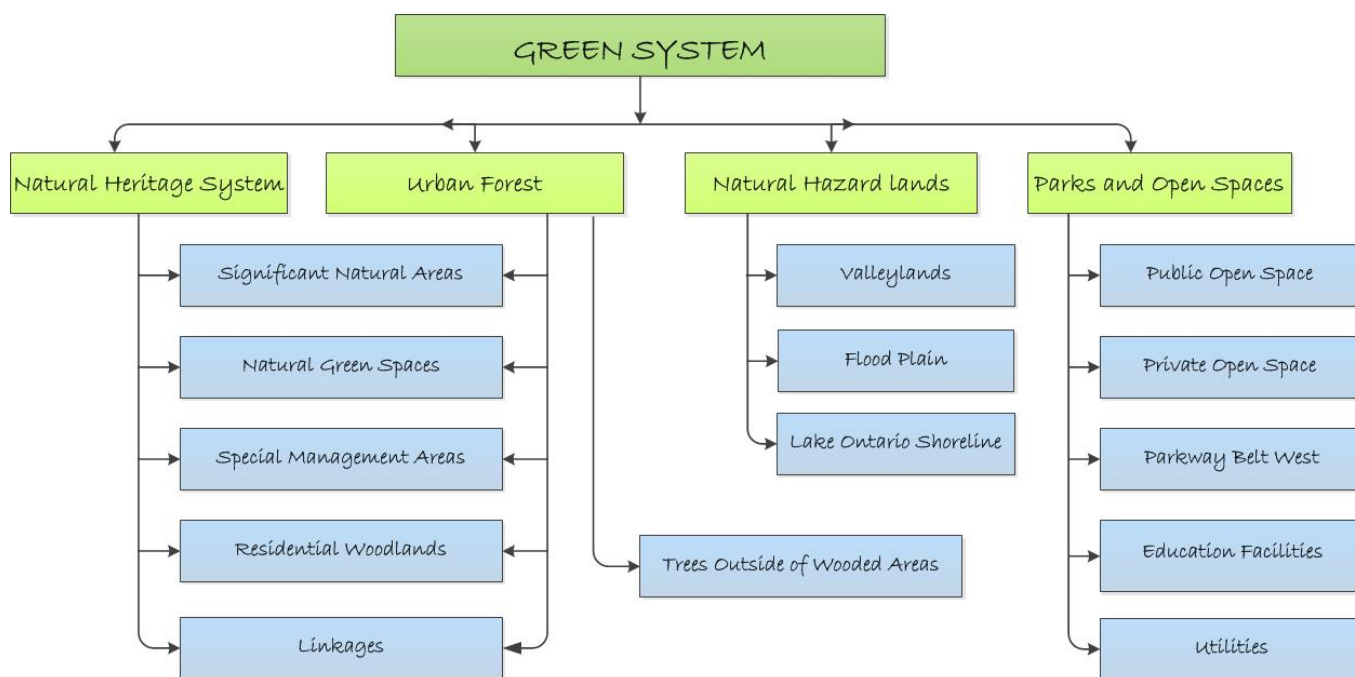 GREEN SYSTEM
Natural Heritage System
Urban Forest
Natural Hazard lands
Parks and Open Spaces
Significant Natural Areas
Valleylands
Public Open Space
Natural Green Spaces
Flood Plain
Private Open Space
Special Management Areas
Lake Ontario Shoreline
Parkway Belt West
Residential Woodlands
Trees Outside of Wooded Areas
Education Facilities
Linkages
Utilities